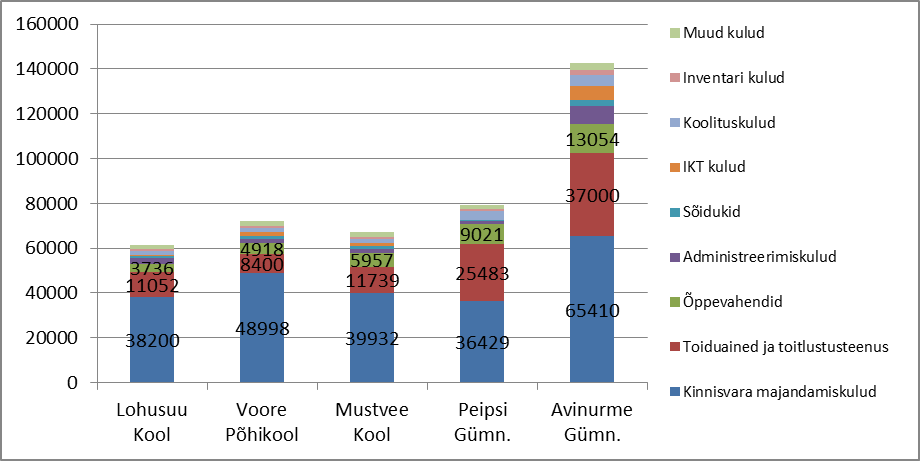 160000
140000
120000
100000
80000
60000
40000
20000
0
3736
11052
38200
4918
8400
48998
5957
11739
39932
9021
25483
36429
13054
37000
65410
Lohusuu
Kool
Voore
Põhikool
Mustvee
Kool
Peipsi
Gümn.
Avinurme
Gümn.
Muud kulud
Inventari kulud
Koolituskulud
IKT kulud
Sõidukid
Administreerimiskulud
Õppevahendid
Toiduained ja toitlustusteenus
Kinnisvara majandamiskulud